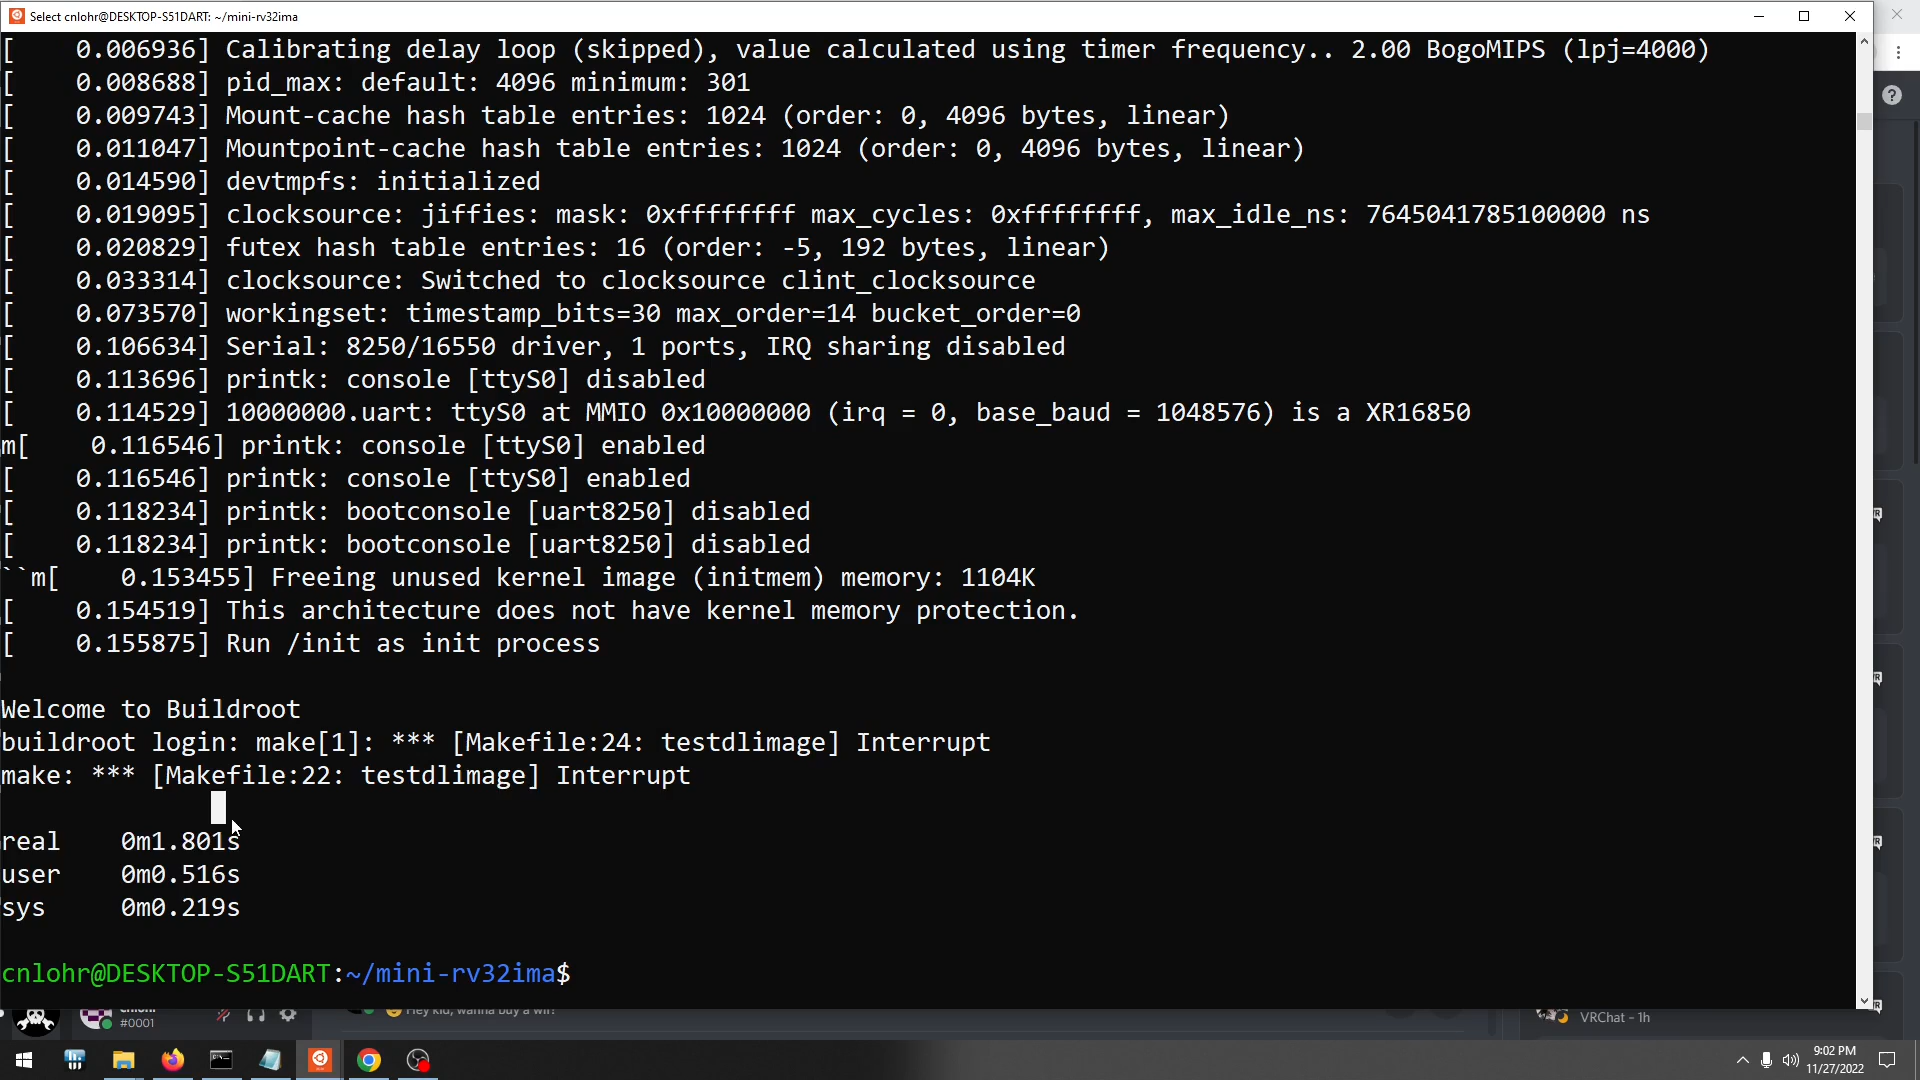 Select cnlohr@DESKTOP-S51DART: ~/mini-rv32ima
[    0.006936] Calibrating delay loop (skipped), value calculated using timer frequency.. 2.00 BogoMIPS (lpj=4000)
[    0.008688] pid_max: default: 4096 minimum: 301
[    0.009743] Mount-cache hash table entries: 1024 (order: 0, 4096 bytes, linear)
[    0.011047] Mountpoint-cache hash table entries: 1024 (order: 0, 4096 bytes, linear)
[    0.014590] devtmpfs: initialized
[    0.019095] clocksource: jiffies: mask: 0xffffffff max_cycles: 0xffffffff, max_idle_ns: 7645041785100000 ns
[    0.020829] futex hash table entries: 16 (order: -5, 192 bytes, linear)
[    0.033314] clocksource: Switched to clocksource clint_clocksource
[    0.073570] workingset: timestamp_bits=30 max_order=14 bucket_order=0
[    0.106634] Serial: 8250/16550 driver, 1 ports, IRQ sharing disabled
[    0.113696] printk: console [ttyS0] disabled
[    0.114529] 10000000.uart: ttyS0 at MMIO 0x10000000 (irq = 0, base_baud = 1048576) is a XR16850
m[    0.116546] printk: console [ttyS0] enabled
[    0.116546] printk: console [ttyS0] enabled
[    0.118234] printk: bootconsole [uart8250] disabled
[    0.118234] printk: bootconsole [uart8250] disabled
``m[    0.153455] Freeing unused kernel image (initmem) memory: 1104K
[    0.154519] This architecture does not have kernel memory protection.
[    0.155875] Run /init as init process
Welcome to Buildroot
buildroot login: make[1]: *** [Makefile:24: testdlimage] Interrupt
make: *** [Makefile:22: testdlimage] Interrupt
real    0m1.801s
user    0m0.516s
sys     0m0.219s
cnlohr@DESKTOP-S51DART:~/mini-rv32ima$
#0001
VRChat - 1h
9:02 PM
11/27/2022